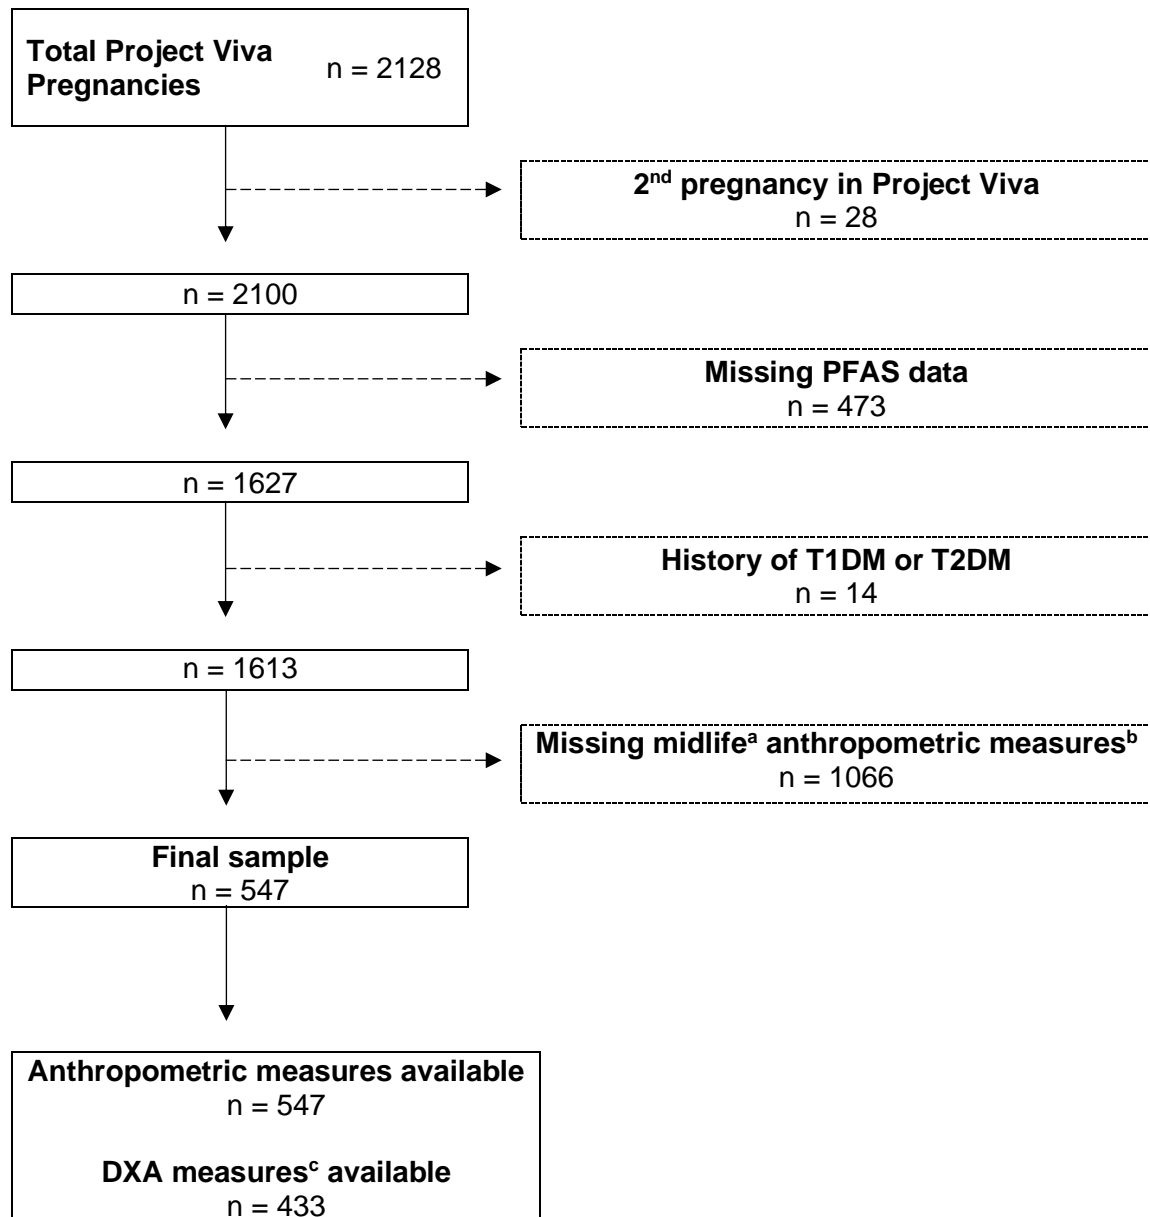 Total Project Viva
Pregnancies
n = 2128
2nd pregnancy in Project Viva
n = 28
n = 2100
Missing PFAS data
n = 473
n = 1627
History of T1DM or T2DM
n = 14
n = 1613
Missing midlifea anthropometric measuresb
n = 1066
Final sample
n = 547
Anthropometric measures available
n = 547
DXA measuresc available
n = 433